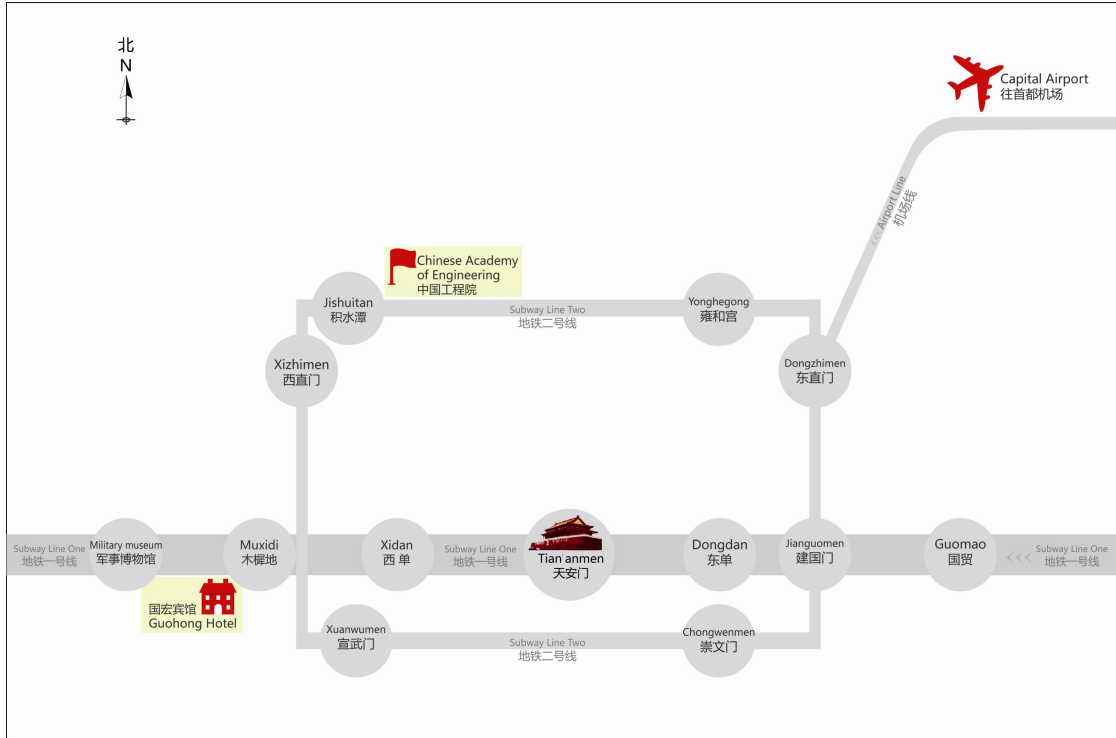 北
N
Capital Airport
往首都机场
Airport Line
机场线
Chinese Academy
of Engineering
中国工程院
Jishuitan
积水潭
Subway Line Two
地铁二号线
Yonghegong
雍和宫
Xizhimen
西直门
Dongzhimen
东直门
Subway Line One
地铁一号线
Military museum
军事博物馆
Muxidi
木樨地
Xidan
西单
Subway Line One
地铁一号线
Tian anmen
天安门
Dongdan
东单
Jianguomen
建国门
Guomao
国贸
Subway Line One
地铁一号线
国宏宾馆
Guohong Hotel
Xuanwumen
宣武门
Subway Line Two
地铁二号线
Chongwenmen
崇文门